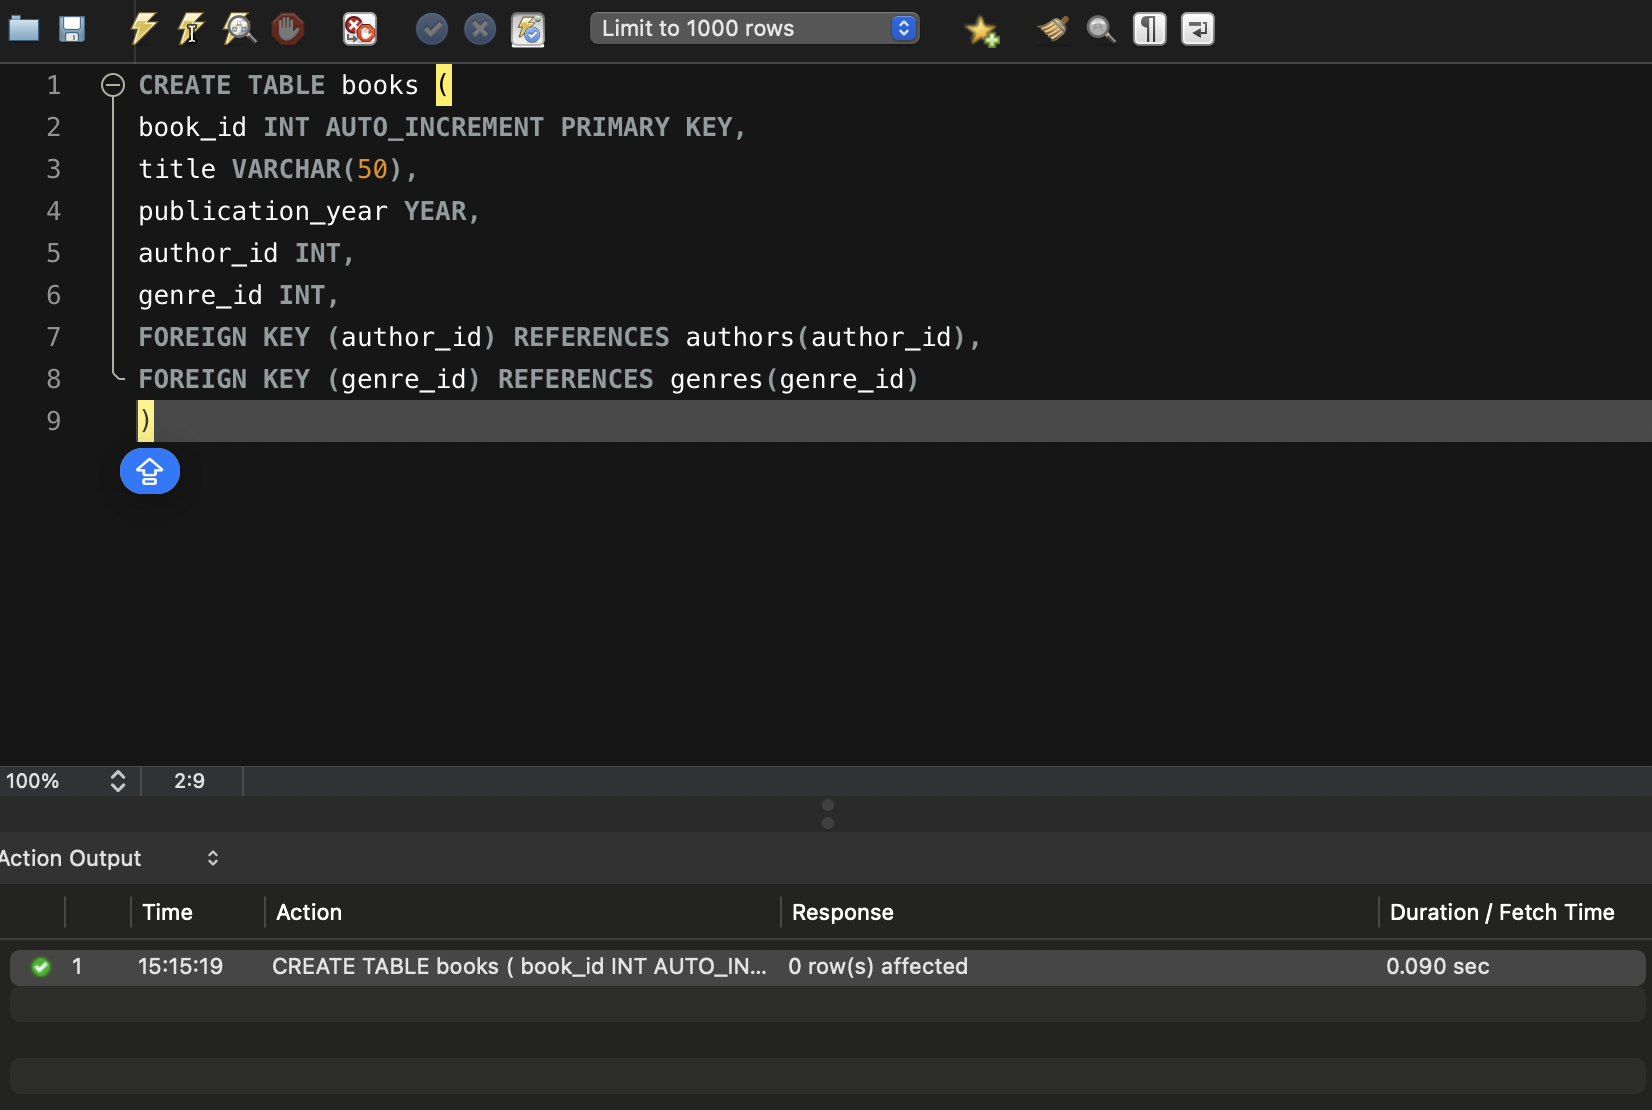 Limit to 1000 rows
1 CREATE TABLE books (
2 book_id INT AUTO_INCREMENT PRIMARY KEY,
3 title VARCHAR(50),
4 publication_year YEAR,
5 author_id INT,
6 genre_id INT,
7 FOREIGN KEY (author_id) REFERENCES authors(author_id),
8 FOREIGN KEY (genre_id) REFERENCES genres(genre_id)
9 )
100% 2:9
Action Output
Time Action Response Duration / Fetch Time
1 15:15:19 CREATE TABLE books ( book_id INT AUTO_IN... 0 row(s) affected 0.090 sec